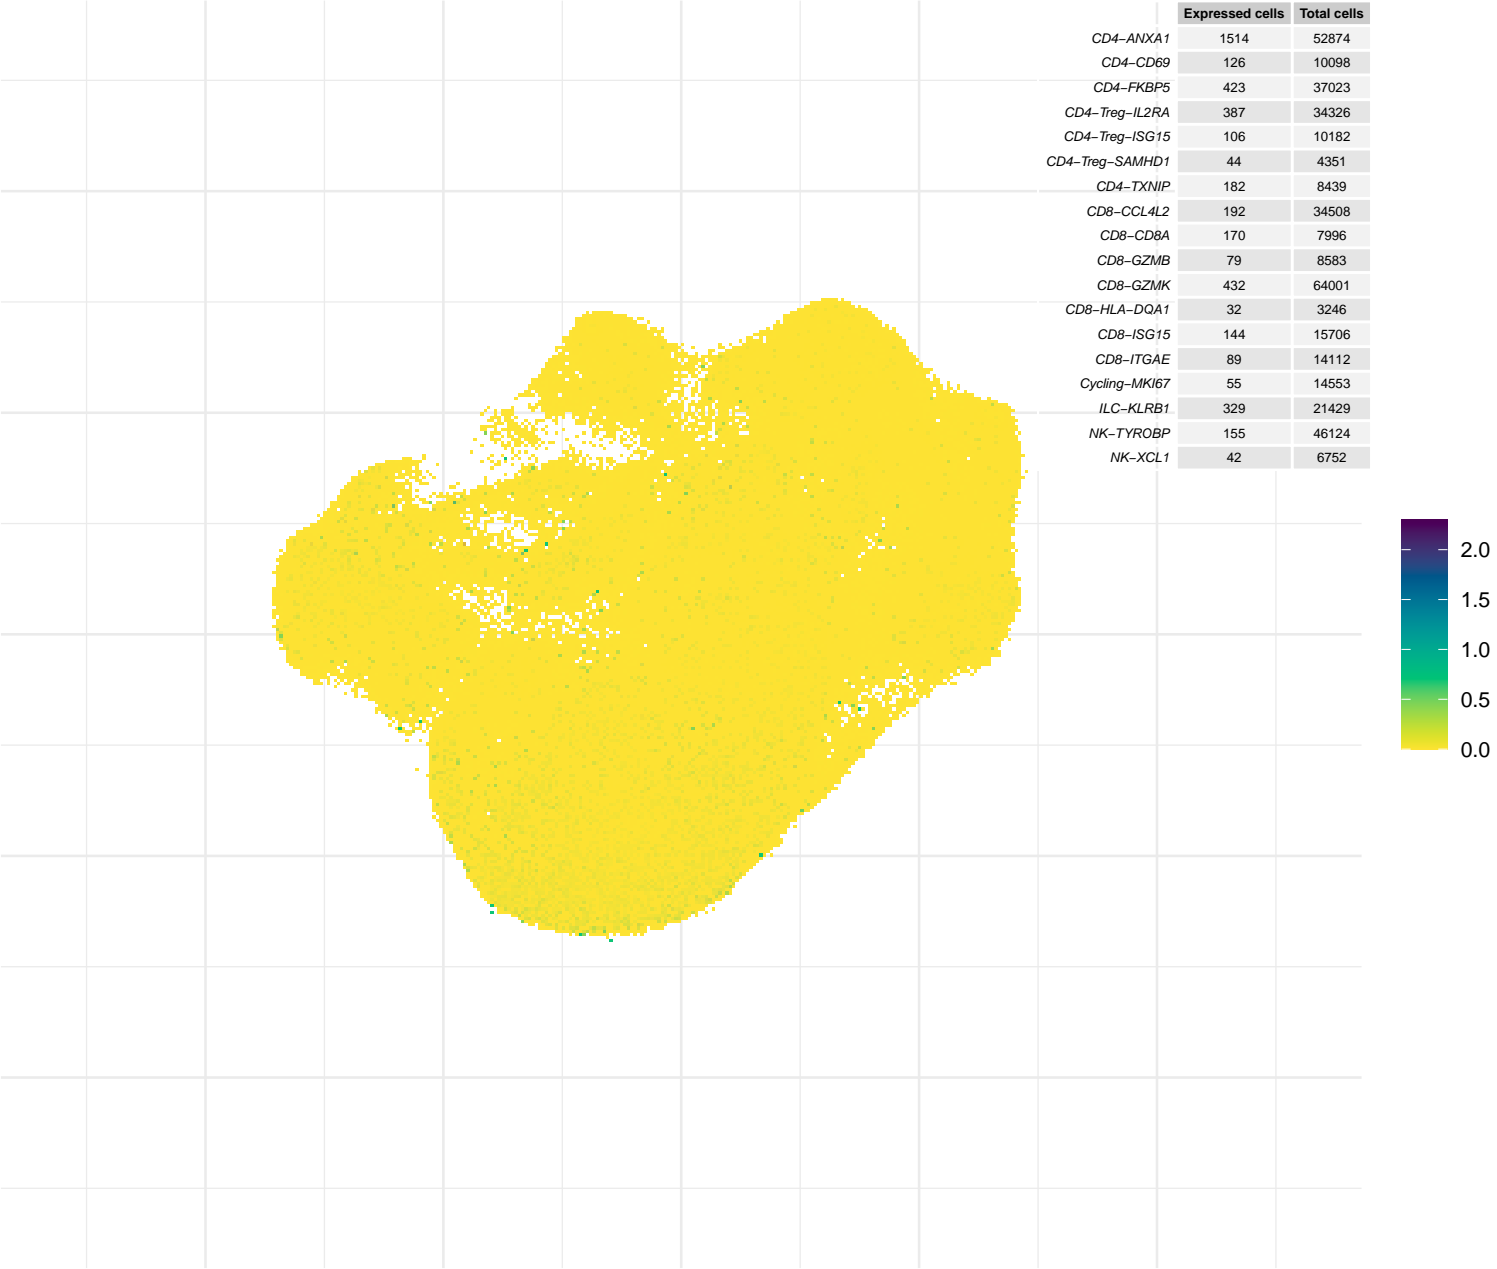 Expressed cells Total cells
CD4−ANXA1 1514 52874
CD4−CD69 126 10098
CD4−FKBP5 423 37023
CD4−Treg−IL2RA 387 34326
CD4−Treg−ISG15 106 10182
CD4−Treg−SAMHD1 44 4351
CD4−TXNIP 182 8439
CD8−CCL4L2 192 34508
CD8−CD8A 170 7996
CD8−GZMB 79 8583
CD8−GZMK 432 64001
CD8−HLA−DQA1 32 3246
CD8−ISG15 144 15706
CD8−ITGAE 89 14112
Cycling−MKI67 55 14553
ILC−KLRB1 329 21429
NK−TYROBP 155 46124
NK−XCL1 42 6752
2.0
1.5
1.0
0.5
0.0